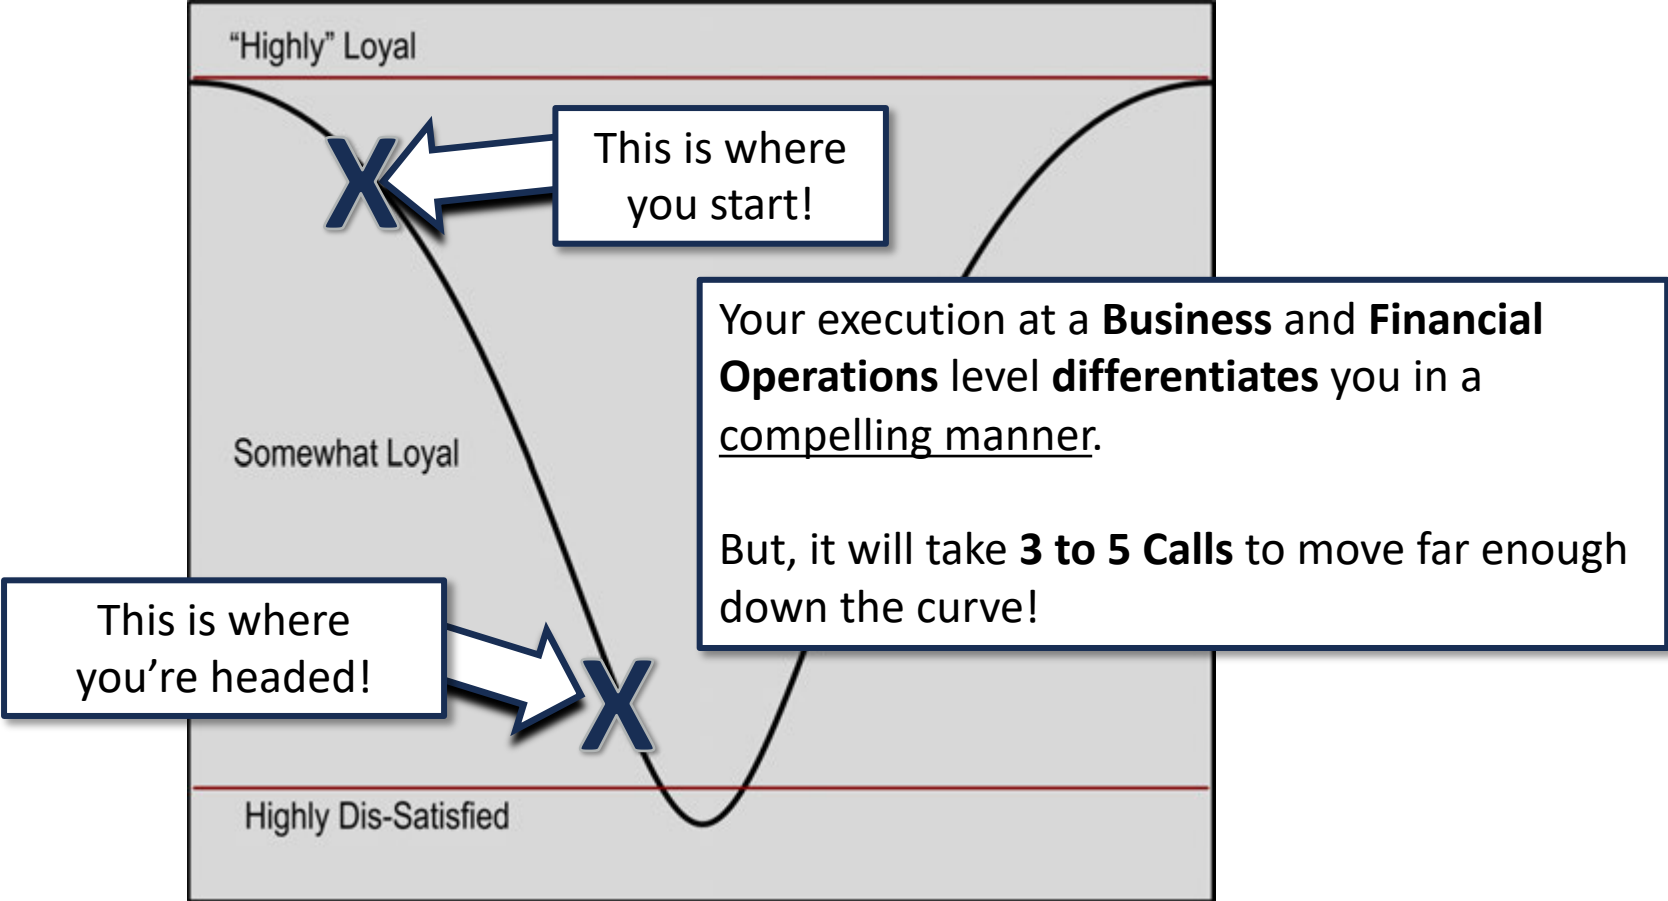 “Highly” Loyal
This is where
you start!
Your execution at a Business and Financial
Operations level differentiates you in a
compelling manner.
But, it will take 3 to 5 Calls to move far enough
down the curve!
Somewhat Loyal
This is where
you’re headed!
X
X
Highly Dis-Satisfied